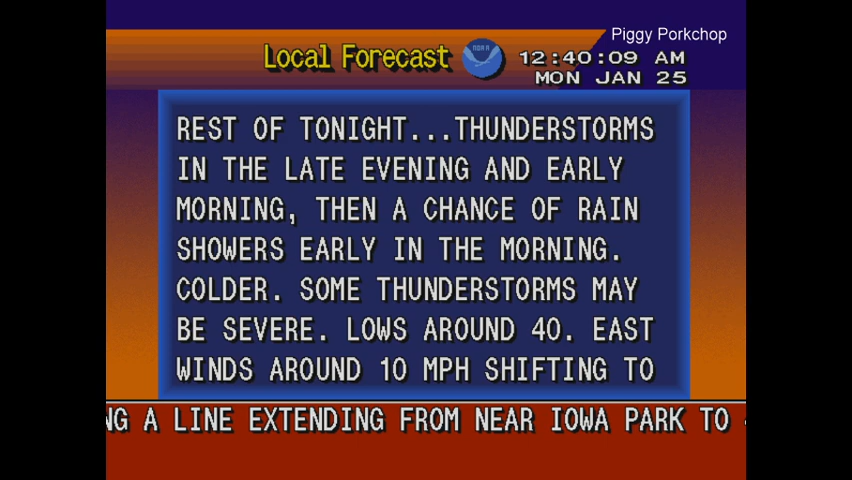 Piggy Porkchop
Local Forecast
NOAA
12:40:09 AM
MON JAN 25
REST OF TONIGHT...THUNDERSTORMS
IN THE LATE EVENING AND EARLY
MORNING, THEN A CHANCE OF RAIN
SHOWERS EARLY IN THE MORNING.
COLDER. SOME THUNDERSTORMS MAY
BE SEVERE. LOWS AROUND 40. EAST
WINDS AROUND 10 MPH SHIFTING TO
NG A LINE EXTENDING FROM NEAR IOWA PARK TO